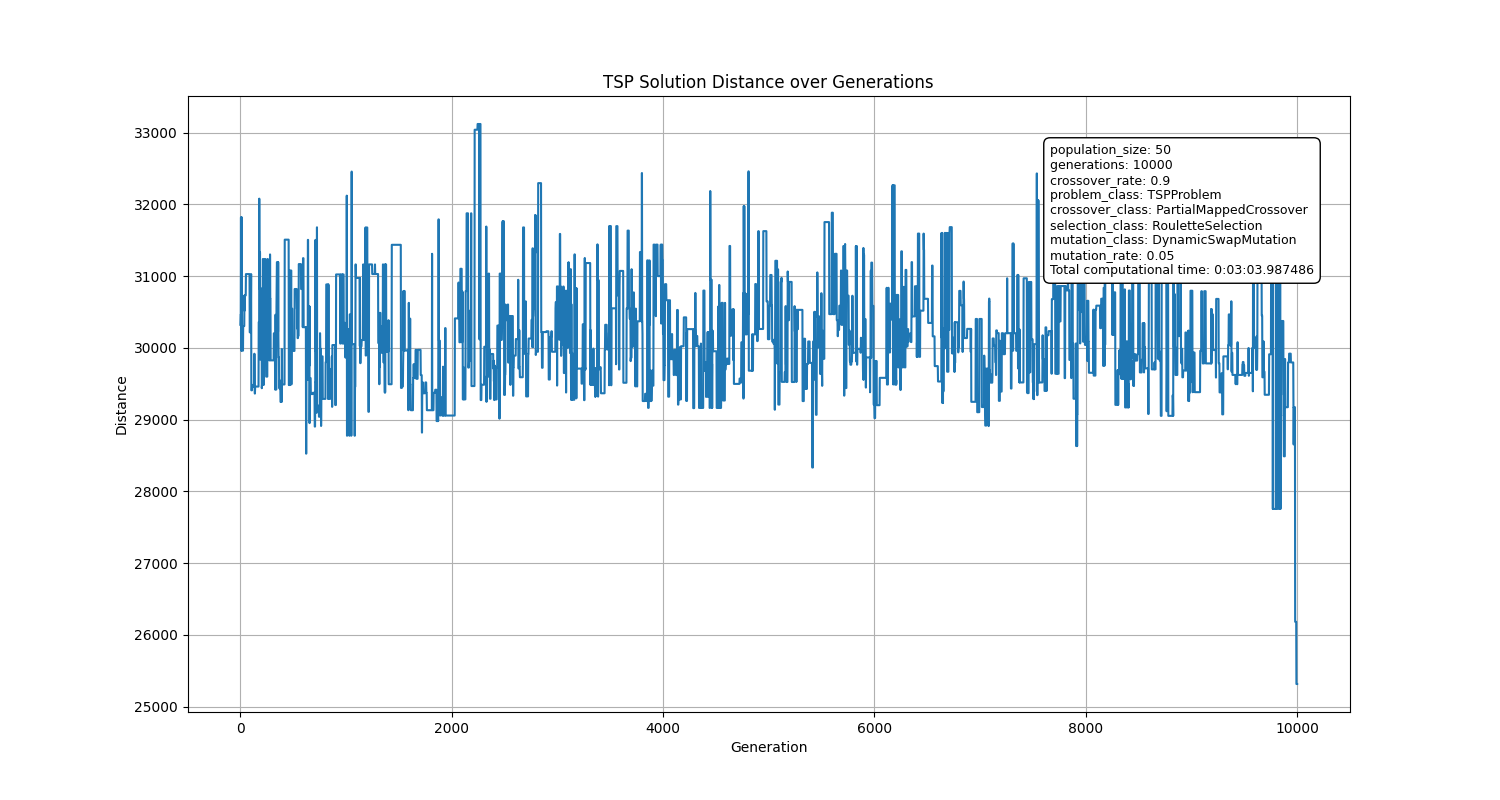 TSP Solution Distance over Generations
33000
32000
31000
30000
29000
28000
27000
26000
25000
Distance
population_size: 50
generations: 10000
crossover_rate: 0.9
problem_class: TSPProblem
crossover_class: PartialMappedCrossover
selection_class: RouletteSelection
mutation_class: DynamicSwapMutation
mutation_rate: 0.05
Total computational time: 0:03:03.987486
0 2000 4000 6000 8000 10000
Generation